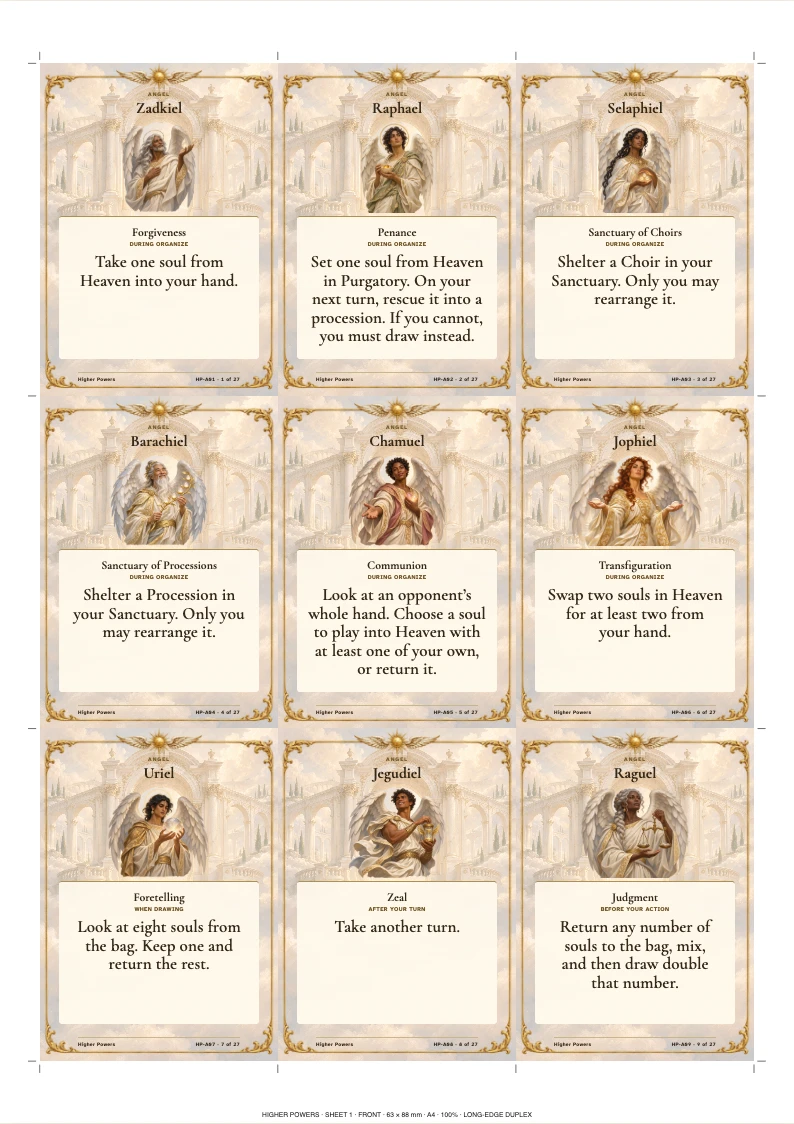 ANGEL
Zadkiel
Forgiveness
DURING ORGANIZE
Take one soul from
Heaven into your hand.
Higher Powers HP-A01 · 1 of 27
ANGEL
Raphael
Penance
DURING ORGANIZE
Set one soul from Heaven
in Purgatory. On your
next turn, rescue it into a
procession. If you cannot,
you must draw instead.
Higher Powers HP-A02 · 2 of 27
ANGEL
Selaphiel
Sanctuary of Choirs
DURING ORGANIZE
Shelter a Choir in your
Sanctuary. Only you may
rearrange it.
Higher Powers HP-A03 · 3 of 27
ANGEL
Barachiel
Sanctuary of Processions
DURING ORGANIZE
Shelter a Procession in
your Sanctuary. Only you
may rearrange it.
Higher Powers HP-A04 · 4 of 27
ANGEL
Chamuel
Communion
DURING ORGANIZE
Look at an opponent’s
whole hand. Choose a soul
to play into Heaven with
at least one of your own,
or return it.
Higher Powers HP-A05 · 5 of 27
ANGEL
Jophiel
Transfiguration
DURING ORGANIZE
Swap two souls in Heaven
for at least two from
your hand.
Higher Powers HP-A06 · 6 of 27
ANGEL
Uriel
Foretelling
WHEN DRAWING
Look at eight souls from
the bag. Keep one and
return the rest.
Higher Powers HP-A07 · 7 of 27
ANGEL
Jegudiel
Zeal
AFTER YOUR TURN
Take another turn.
Higher Powers HP-A08 · 8 of 27
ANGEL
Raguel
Judgment
BEFORE YOUR ACTION
Return any number of
souls to the bag, mix,
and then draw double
that number.
Higher Powers HP-A09 · 9 of 27
HIGHER POWERS · SHEET 1 · FRONT · 63 × 88 mm · A4 · 100% · LONG-EDGE DUPLEX